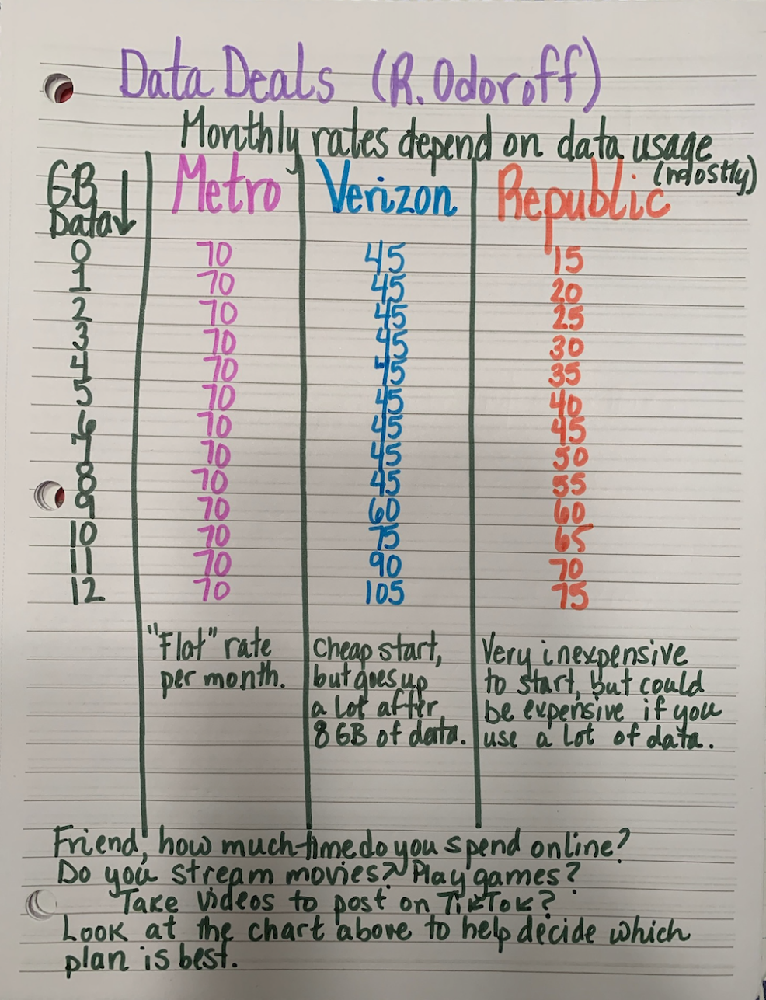 Data Deals (R. Odoroff)
Monthly rates depend on data usage
(mostly)
GB Data↓ Metro Verizon Republic
0 70 45 15
1 70 45 20
2 70 45 25
3 70 45 30
4 70 45 35
5 70 45 40
6 70 45 45
7 70 45 50
8 70 45 55
9 70 60 60
10 70 75 65
11 70 90 70
12 70 105 75
"Flat" rate
per month.
Cheap start,
but goes up
a lot after
8 GB of data.
Very inexpensive
to start, but could
be expensive if you
use a lot of data.
Friend, how much time do you spend online?
Do you stream movies? Play games?
Take videos to post on TikTok?
Look at the chart above to help decide which
plan is best.